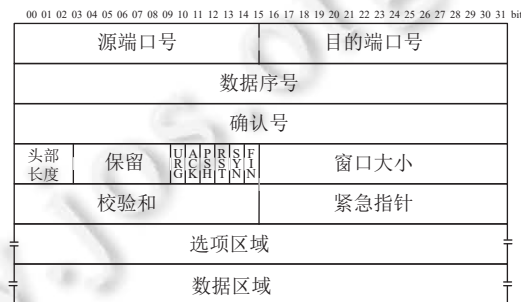 00 01 02 03 04 05 06 07 08 09 10 11 12 13 14 15 16 17 18 19 20 21 22 23 24 25 26 27 28 29 30 31 bit
源端口号 目的端口号
数据序号
确认号
头部长度 保留 URG ACK PSH RST SYN FIN 窗口大小
校验和 紧急指针
选项区域
数据区域